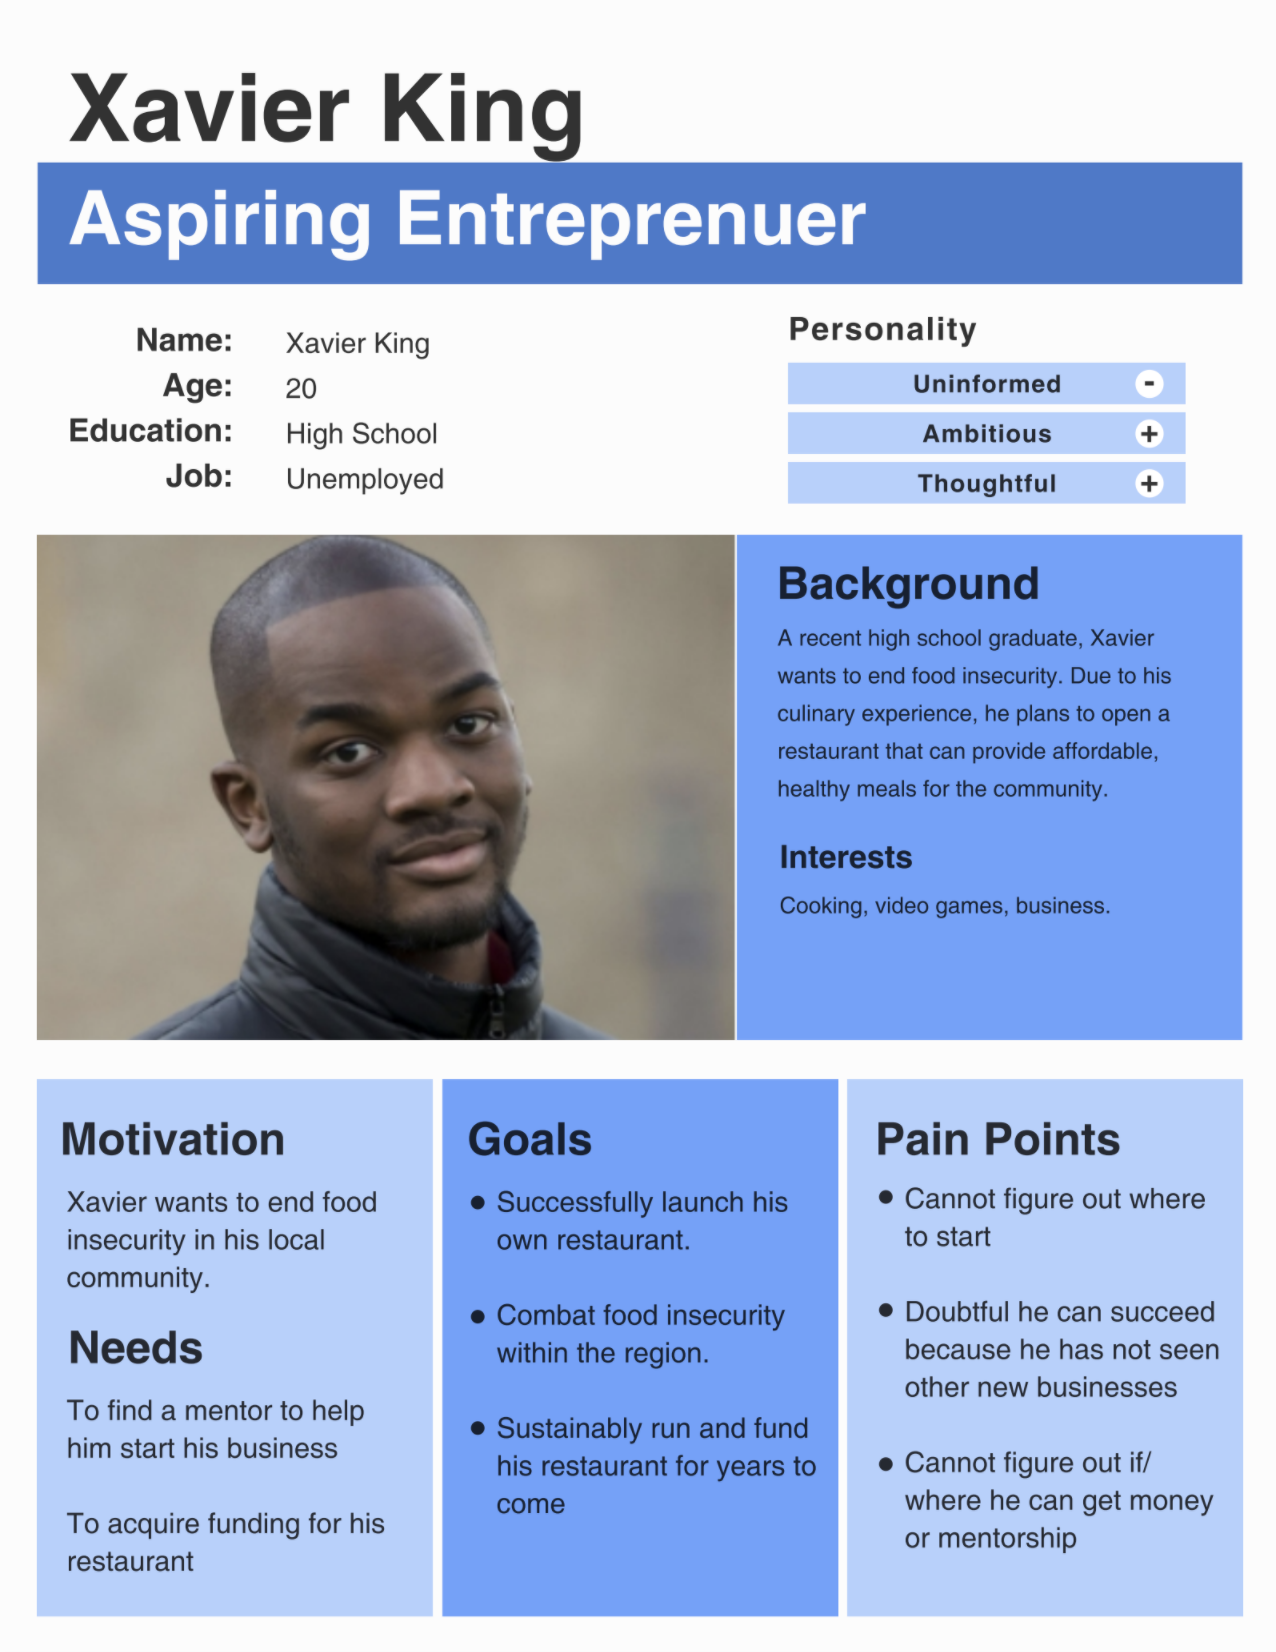 Xavier King
Aspiring Entreprenuer
Name: Xavier King
Age: 20
Education: High School
Job: Unemployed
Personality
Uninformed -
Ambitious +
Thoughtful +
Background
A recent high school graduate, Xavier
wants to end food insecurity. Due to his
culinary experience, he plans to open a
restaurant that can provide affordable,
healthy meals for the community.
Interests
Cooking, video games, business.
Motivation
Xavier wants to end food
insecurity in his local
community.
Needs
To find a mentor to help
him start his business
To acquire funding for his
restaurant
Goals
● Successfully launch his
own restaurant.
● Combat food insecurity
within the region.
● Sustainably run and fund
his restaurant for years to
come
Pain Points
● Cannot figure out where
to start
● Doubtful he can succeed
because he has not seen
other new businesses
● Cannot figure out if/
where he can get money
or mentorship